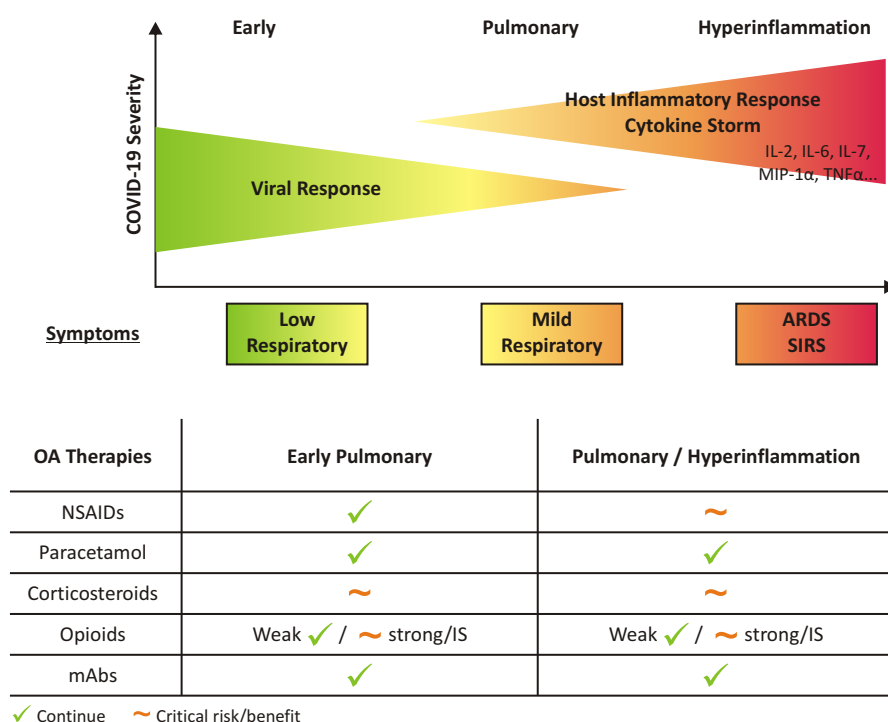 Early Pulmonary Hyperinflammation
COVID-19 Severity
Host Inflammatory Response
Cytokine Storm
IL-2, IL-6, IL-7,
MIP-1α, TNFα...
Viral Response
Symptoms
Low
Respiratory
Mild
Respiratory
ARDS
SIRS
OA Therapies Early Pulmonary Pulmonary / Hyperinflammation
NSAIDs ✓ ~
Paracetamol ✓ ✓
Corticosteroids ~ ~
Opioids Weak ✓ / ~ strong/IS Weak ✓ / ~ strong/IS
mAbs ✓ ✓
✓ Continue ~ Critical risk/benefit